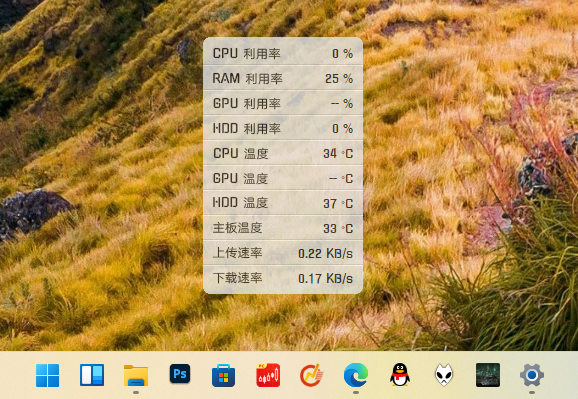 CPU 利用率 0 %
RAM 利用率 25 %
GPU 利用率 -- %
HDD 利用率 0 %
CPU 温度 34 °C
GPU 温度 -- °C
HDD 温度 37 °C
主板温度 33 °C
上传速率 0.22 KB/s
下载速率 0.17 KB/s
Ps